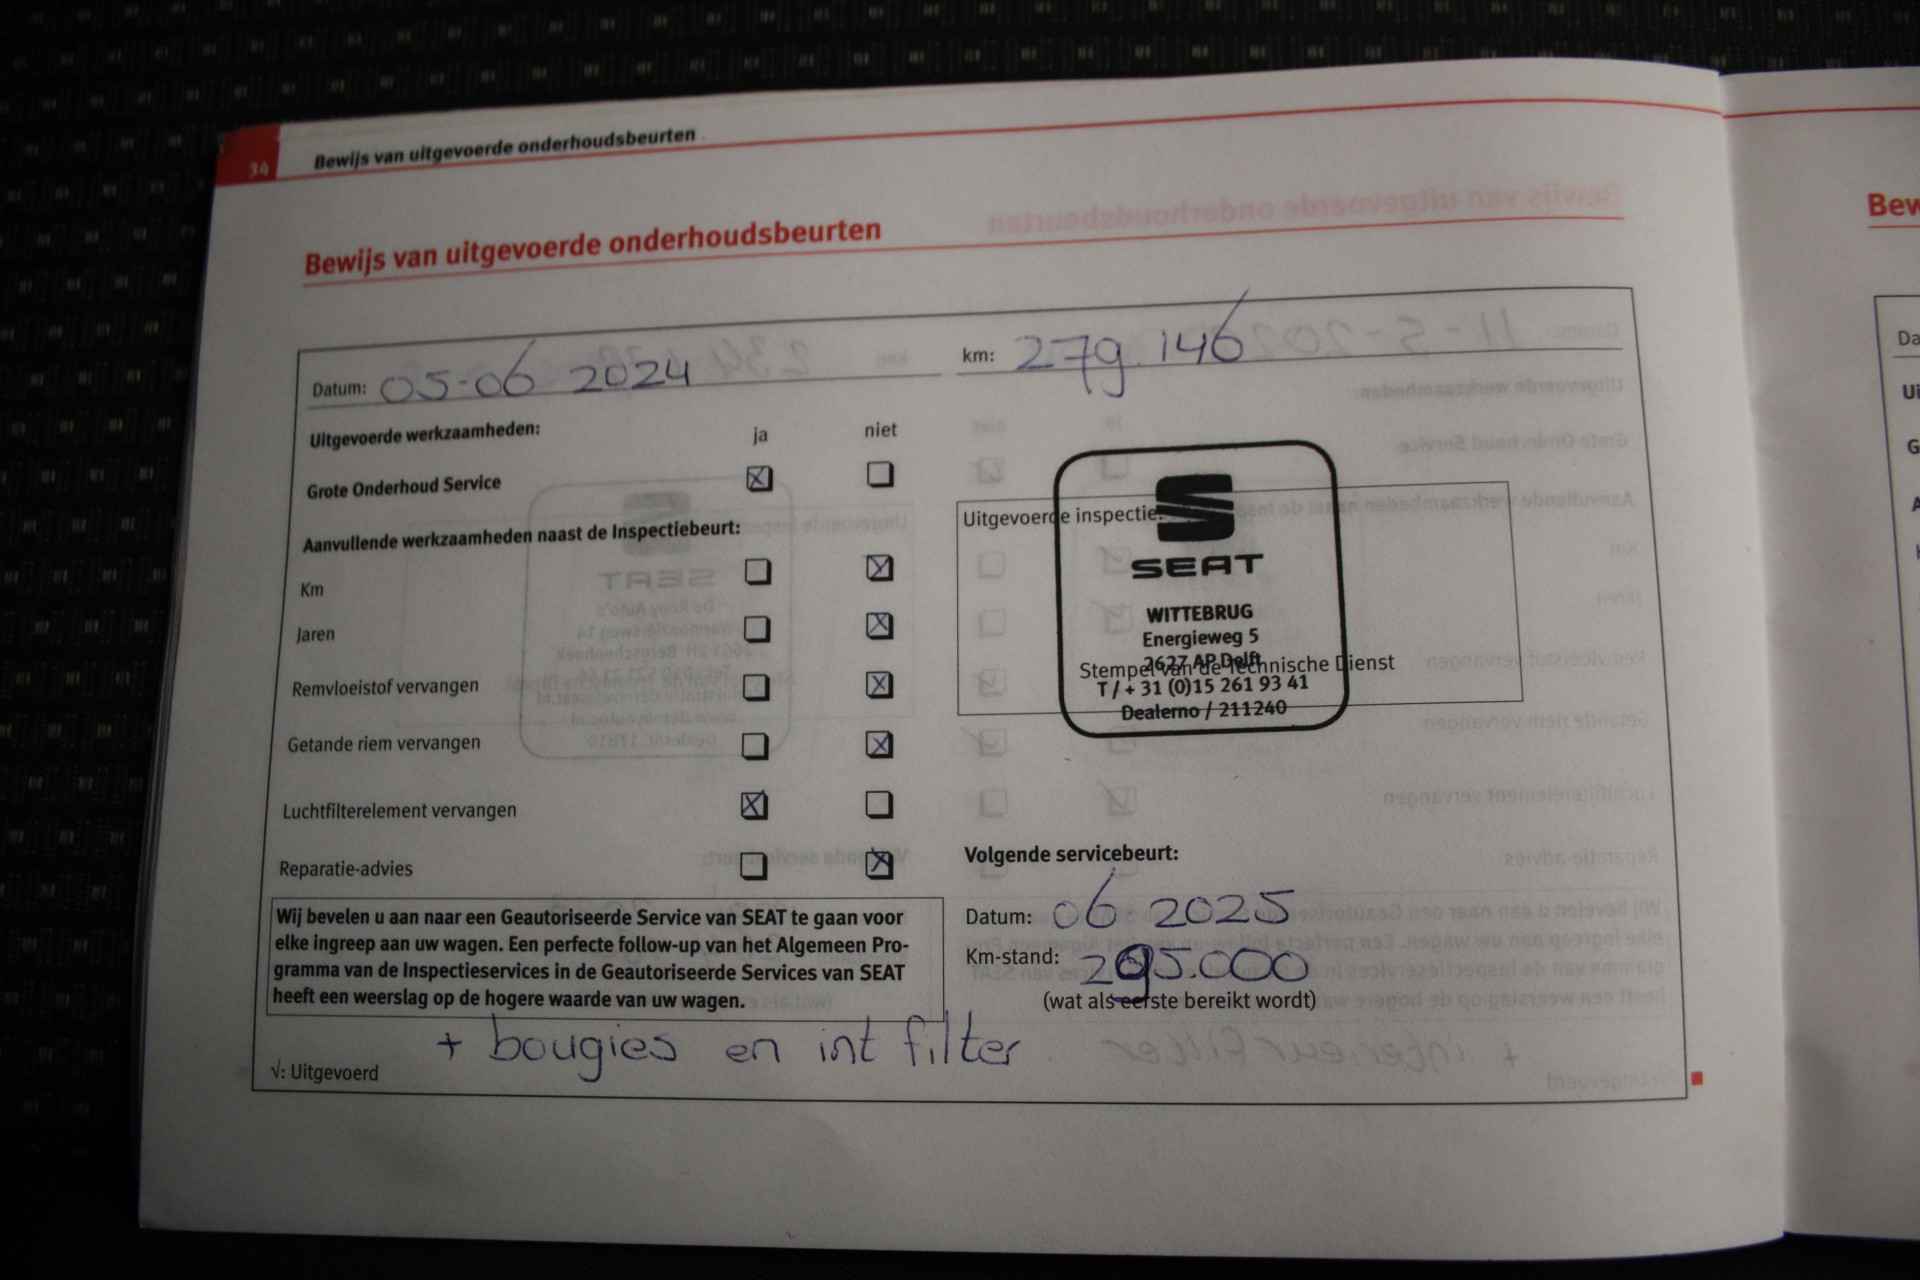 34 Bewijs van uitgevoerde onderhoudsbeurten
Bewijs van uitgevoerde onderhoudsbeurten
Datum: 05-06 2024 km: 279.146
Uitgevoerde werkzaamheden: ja niet
Grote Onderhoud Service
Aanvullende werkzaamheden naast de Inspectiebeurt:
Km
Jaren
Remvloeistof vervangen
Getande riem vervangen
Luchtfilterelement vervangen
Reparatie-advies
Uitgevoerde inspectie:
SEAT
WITTEBRUG
Energieweg 5
2627 AP Delft
Stempel van de Technische Dienst
T / + 31 (0)15 261 93 41
Dealerno / 211240
Volgende servicebeurt:
Datum: 06 2025
Km-stand: 295.000
(wat als eerste bereikt wordt)
Wij bevelen u aan naar een Geautoriseerde Service van SEAT te gaan voor
elke ingreep aan uw wagen. Een perfecte follow-up van het Algemeen Pro-
gramma van de Inspectieservices in de Geautoriseerde Services van SEAT
heeft een weerslag op de hogere waarde van uw wagen.
+ bougies en int filter
√: Uitgevoerd
Bew
Da
Ui
G
A